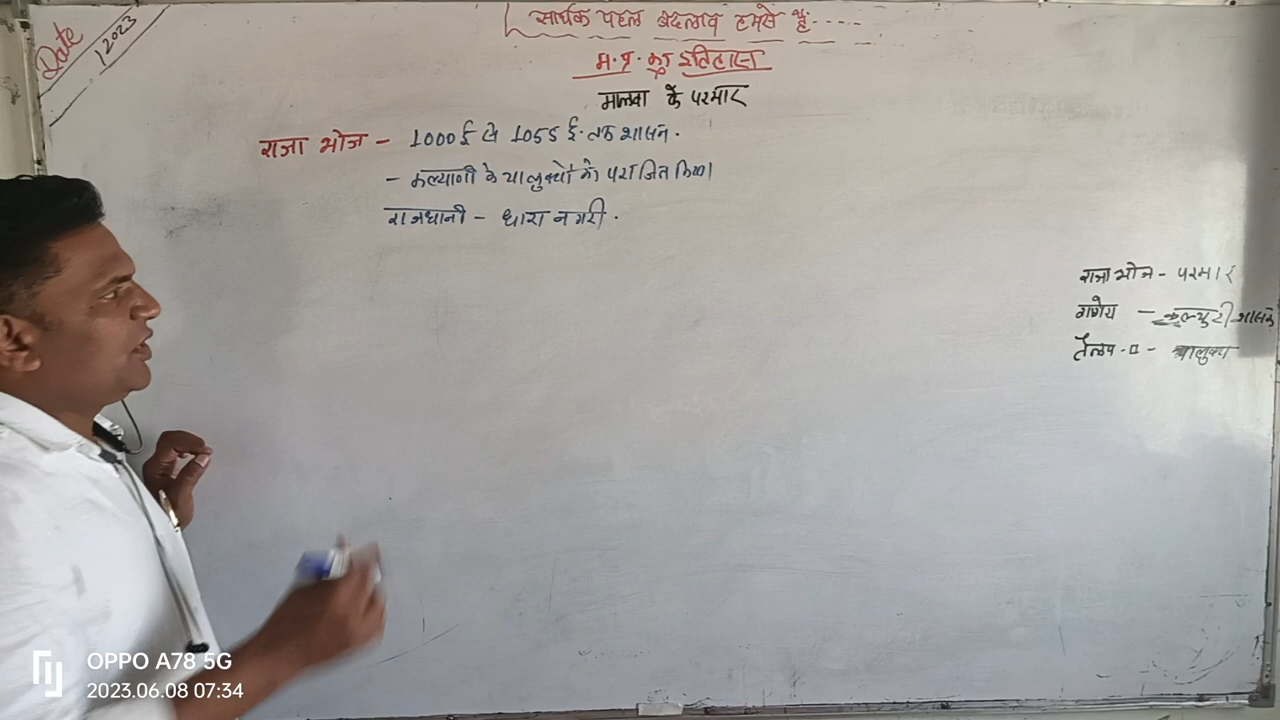 Date
/2023
सार्थक पहल बदलाव हमसे है.....
म.प्र. का इतिहास
मालवा के परमार
राजा भोज - 1000 ई से 1055 ई. तक शासन.
- कल्याणी के चालुक्यों को पराजित किया।
राजधानी - धारा नगरी.
राजा भोज - परमार
गंगेय - कल्चुरी शासक
तैलप-II - चालुक्य
OPPO A78 5G
2023.06.08 07:34